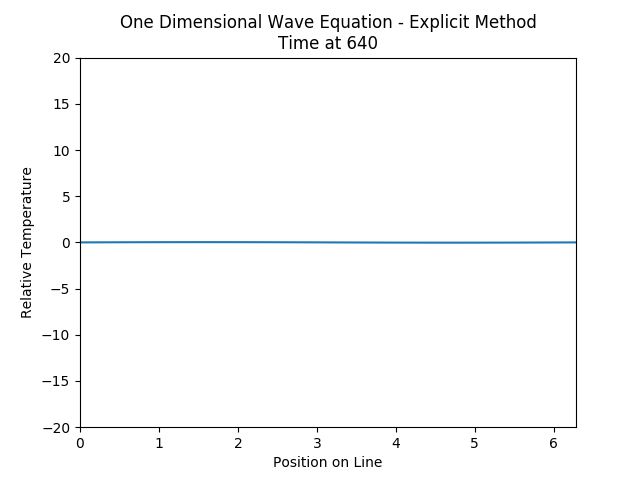 One Dimensional Wave Equation - Explicit Method
Time at 640
20
15
10
5
0
−5
−10
−15
−20
Relative Temperature
0 1 2 3 4 5 6
Position on Line